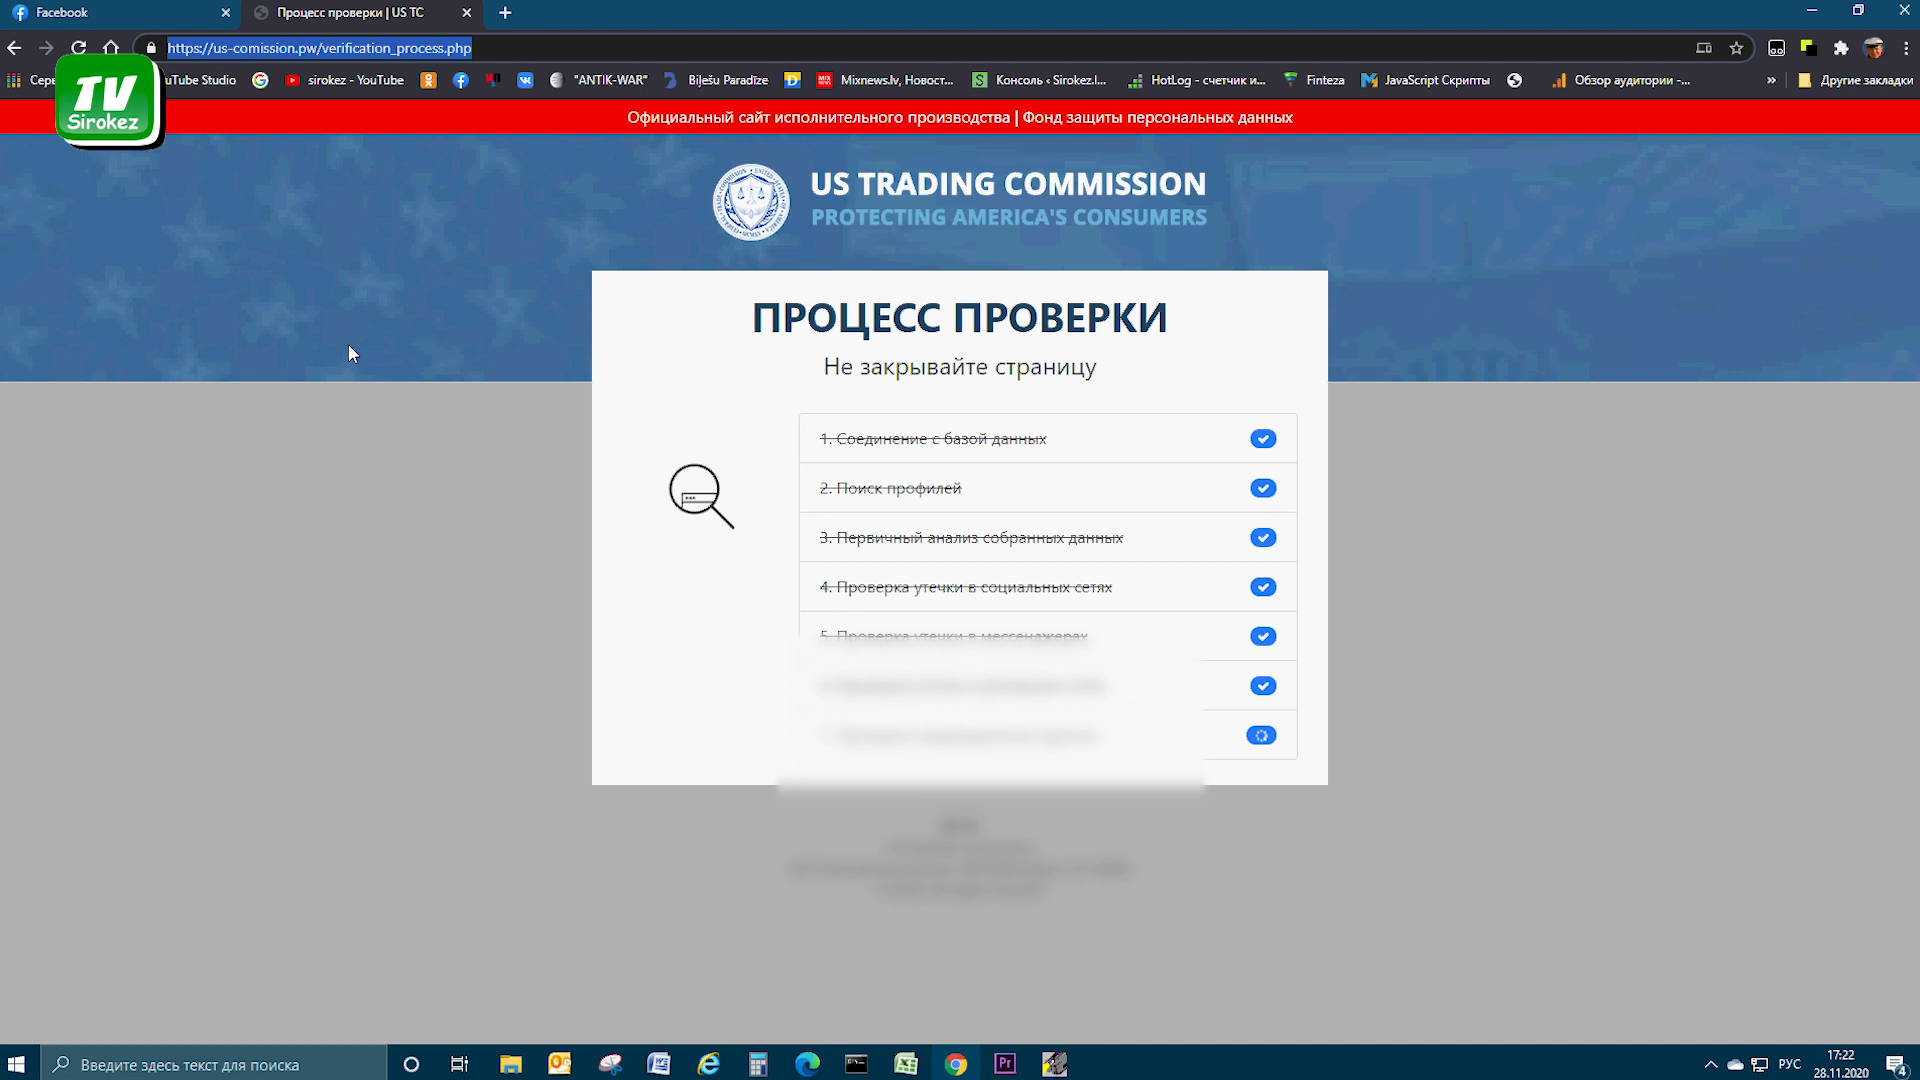 Facebook
Процесс проверки | US TC
https://us-comission.pw/verification_process.php
Сере
uTube Studio
sirokez - YouTube
"ANTIK-WAR"
Biļešu Paradīze
Mixnews.lv, Новост...
Консоль ‹ Sirokez.l...
HotLog - счетчик и...
Finteza
JavaScript Скрипты
Обзор аудитории -...
»
Другие закладки
TV
Sirokez
Официальный сайт исполнительного производства | Фонд защиты персональных данных
US TRADING COMMISSION
PROTECTING AMERICA'S CONSUMERS
ПРОЦЕСС ПРОВЕРКИ
Не закрывайте страницу
1. Соединение с базой данных
2. Поиск профилей
3. Первичный анализ собранных данных
4. Проверка утечки в социальных сетях
5. Проверка утечки в мессенджерах
Введите здесь текст для поиска
Pr
РУС
17:22
28.11.2020
4